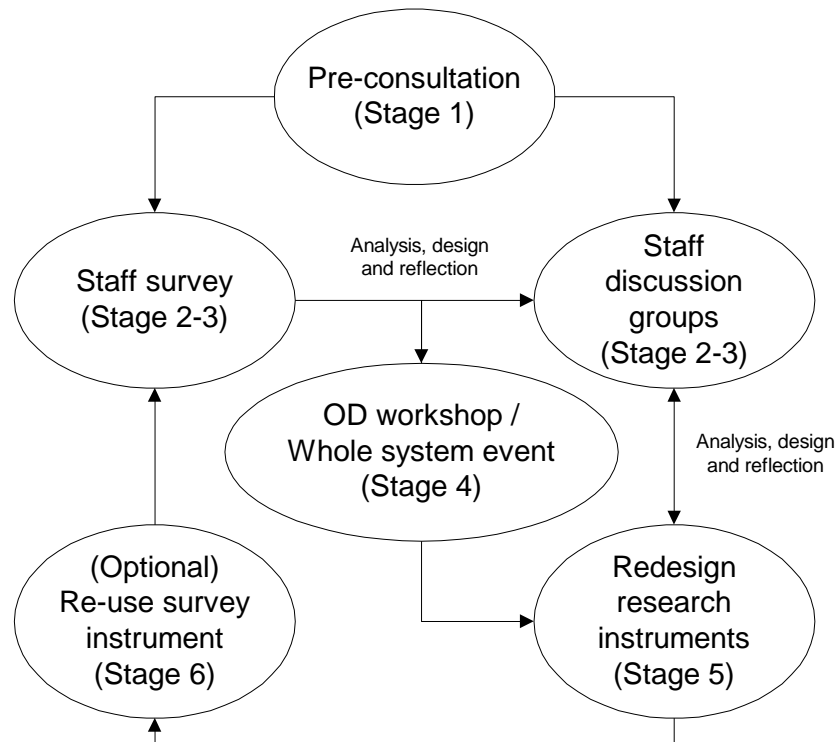 Pre-consultation
(Stage 1)
Analysis, design
and reflection
Staff survey
(Stage 2-3)
Staff
discussion
groups
(Stage 2-3)
OD workshop /
Whole system event
(Stage 4)
Analysis, design
and reflection
(Optional)
Re-use survey
instrument
(Stage 6)
Redesign
research
instruments
(Stage 5)